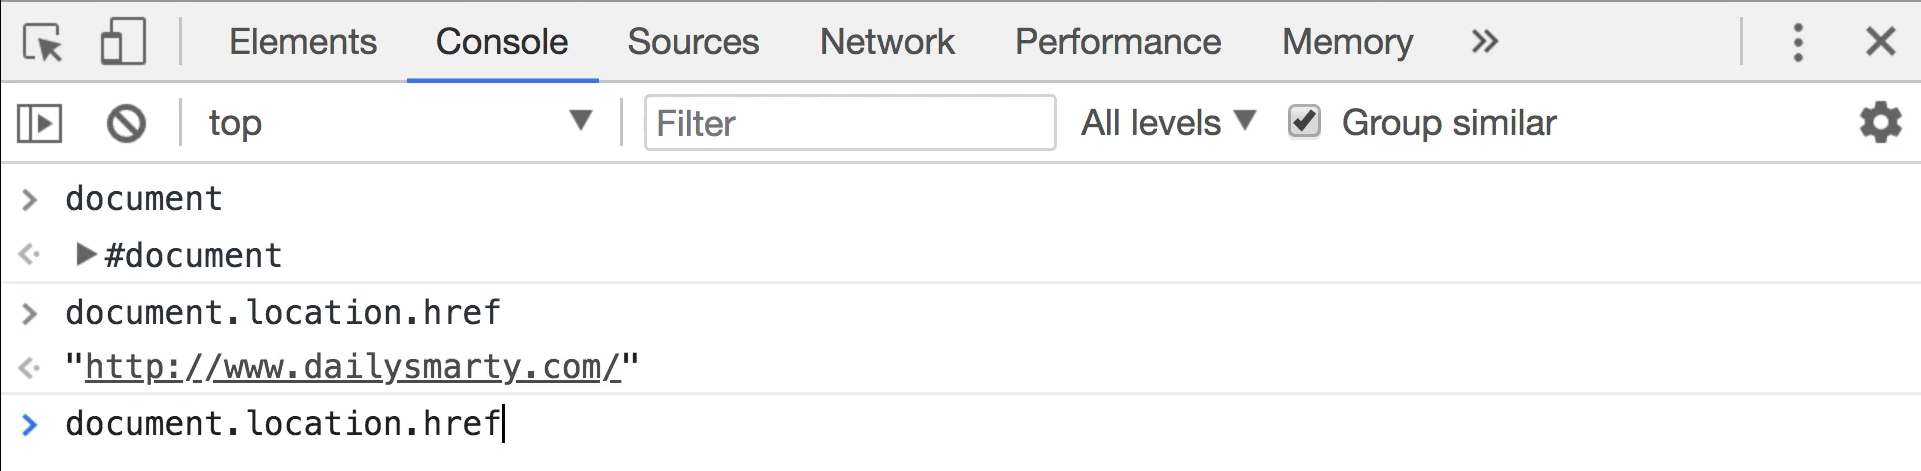 Elements Console Sources Network Performance Memory »
top Filter All levels Group similar
document
#document
document.location.href
"http://www.dailysmarty.com/"
document.location.href